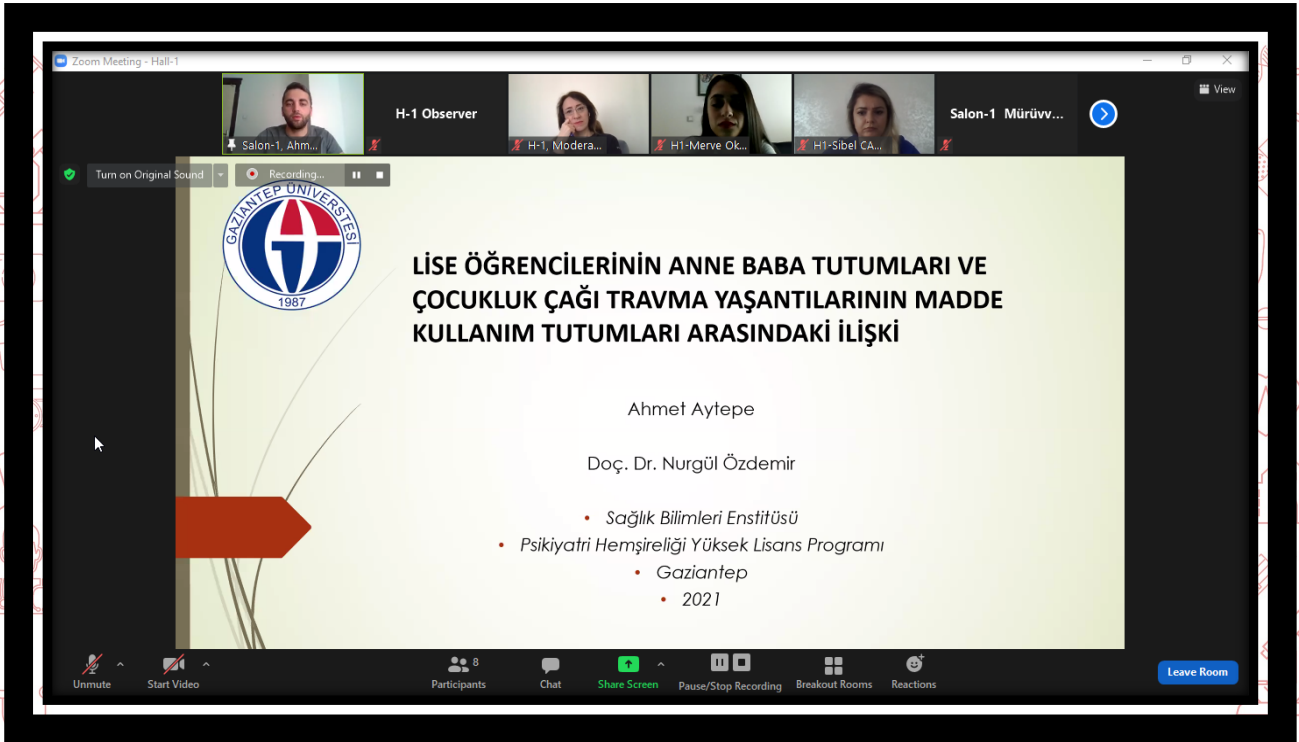 Zoom Meeting - Hall-1
View
Salon-1, Ahm...
H-1 Observer
H-1, Modera...
H1-Merve Ok...
H1-Sibel CA...
Salon-1 Mürüvv...
Turn on Original Sound
Recording...
GAZİANTEP ÜNİVERSTESİ
1987
LİSE ÖĞRENCİLERİNİN ANNE BABA TUTUMLARI VE
ÇOCUKLUK ÇAĞI TRAVMA YAŞANTILARININ MADDE
KULLANIM TUTUMLARI ARASINDAKİ İLİŞKİ
Ahmet Aytepe
Doç. Dr. Nurgül Özdemir
• Sağlık Bilimleri Enstitüsü
• Psikiyatri Hemşireliği Yüksek Lisans Programı
• Gaziantep
• 2021
Unmute
Start Video
8
Participants
Chat
Share Screen
Pause/Stop Recording
Breakout Rooms
Reactions
Leave Room